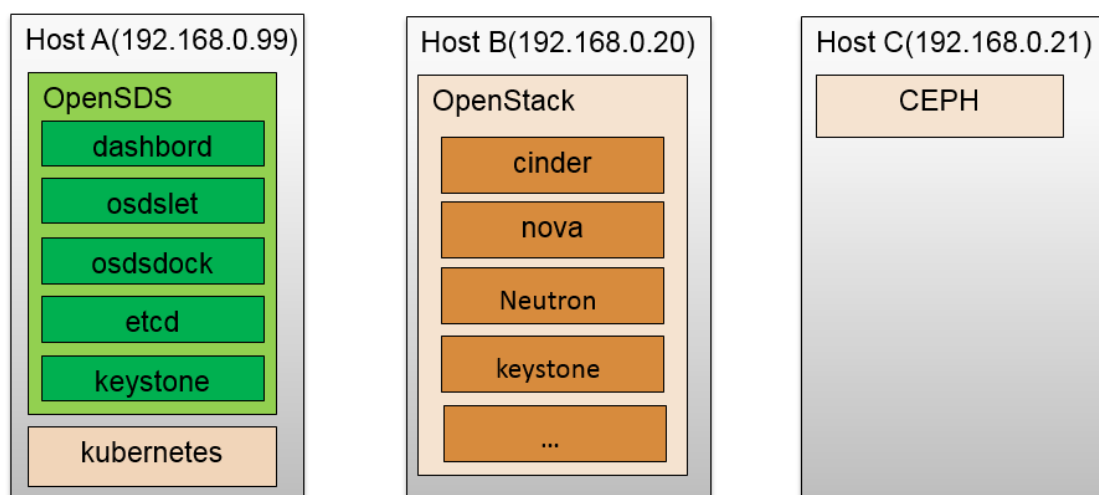 Host A(192.168.0.99)
OpenSDS
dashbord
osdslet
osdsdock
etcd
keystone
kubernetes
Host B(192.168.0.20)
OpenStack
cinder
nova
Neutron
keystone
...
Host C(192.168.0.21)
CEPH